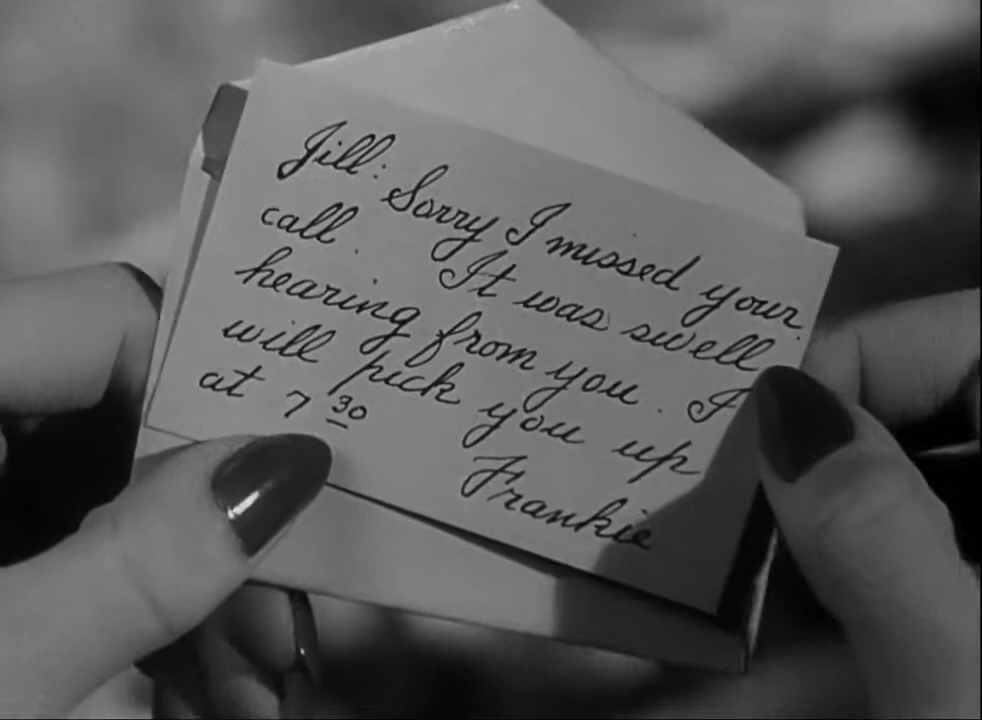 Jill: Sorry I missed your
call. It was swell
hearing from you. I
will pick you up
at 7 30
Frankie